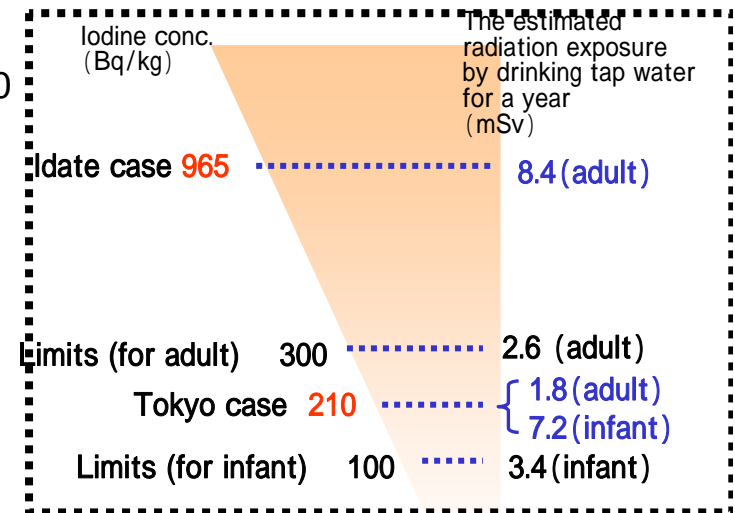 Iodine conc.
(Bq/kg)
The estimated
radiation exposure
by drinking tap water
for a year
(mSv)
0
Idate case 965 8.4(adult)
Limits (for adult) 300 2.6 (adult)
Tokyo case 210 1.8(adult)
7.2(infant)
Limits (for infant) 100 3.4(infant)